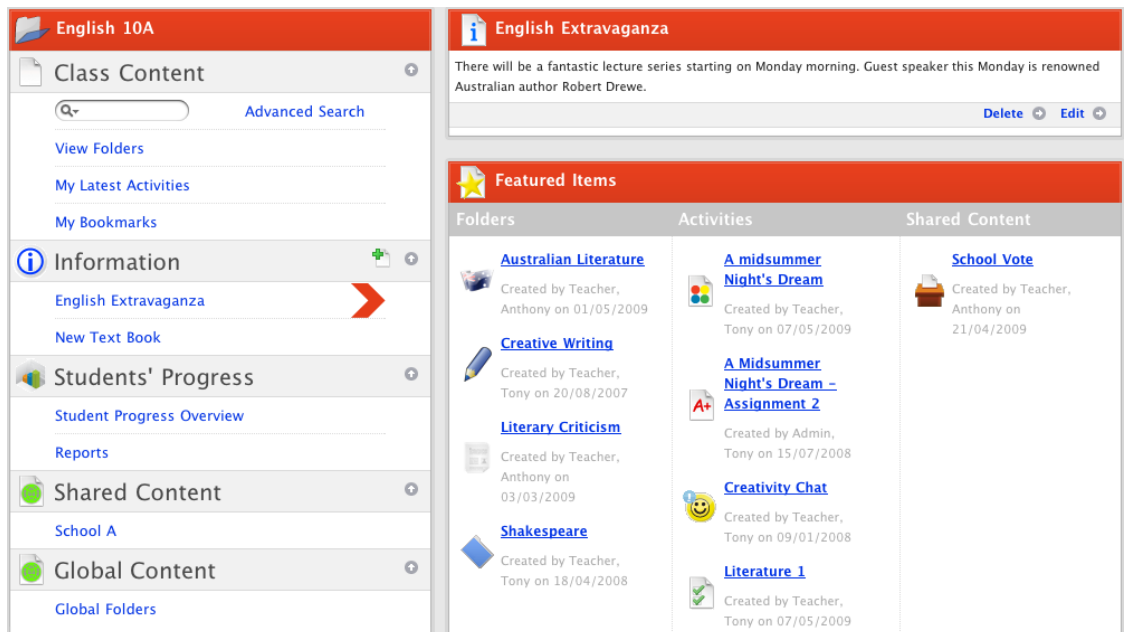 English 10A
Class Content
Advanced Search
View Folders
My Latest Activities
My Bookmarks
Information
English Extravaganza
New Text Book
Students' Progress
Student Progress Overview
Reports
Shared Content
School A
Global Content
Global Folders
English Extravaganza
There will be a fantastic lecture series starting on Monday morning. Guest speaker this Monday is renowned
Australian author Robert Drewe.
Delete Edit
Featured Items
Folders Activities Shared Content
Australian Literature
Created by Teacher,
Anthony on 01/05/2009
Creative Writing
Created by Teacher,
Tony on 20/08/2007
Literary Criticism
Created by Teacher,
Anthony on
03/03/2009
Shakespeare
Created by Teacher,
Tony on 18/04/2008
A midsummer
Night's Dream
Created by Teacher,
Tony on 07/05/2009
A Midsummer
Night's Dream –
Assignment 2
A+
Created by Admin,
Tony on 15/07/2008
Creativity Chat
Created by Teacher,
Tony on 09/01/2008
Literature 1
Created by Teacher,
Tony on 07/05/2009
School Vote
Created by Teacher,
Anthony on
21/04/2009